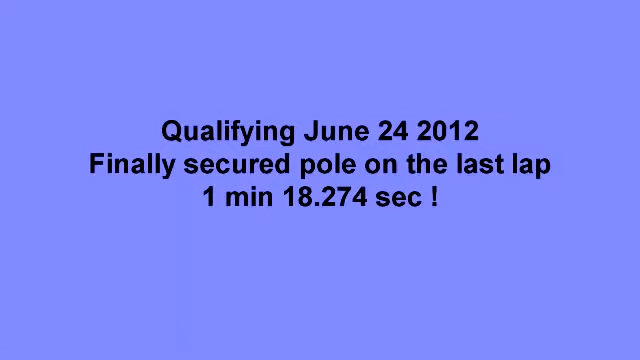 Qualifying June 24 2012
Finally secured pole on the last lap
1 min 18.274 sec !